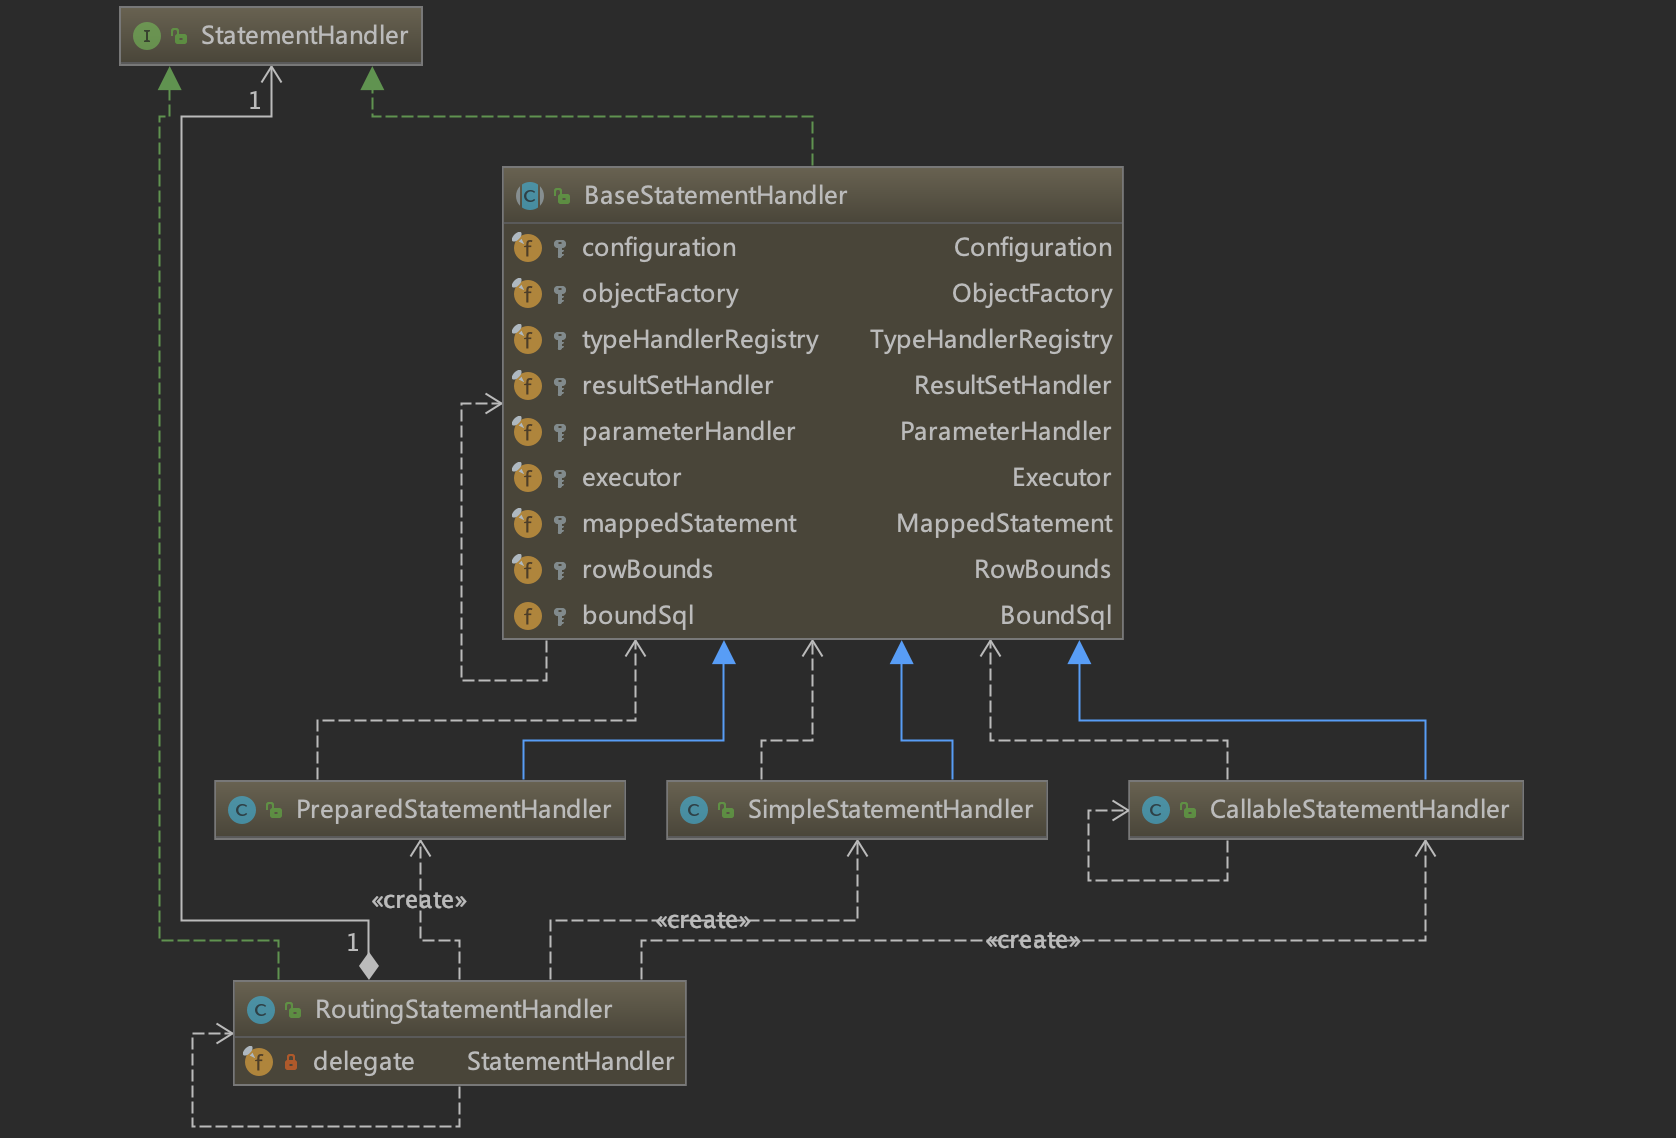 StatementHandler
1
BaseStatementHandler
configuration Configuration
objectFactory ObjectFactory
typeHandlerRegistry TypeHandlerRegistry
resultSetHandler ResultSetHandler
parameterHandler ParameterHandler
executor Executor
mappedStatement MappedStatement
rowBounds RowBounds
boundSql BoundSql
PreparedStatementHandler
SimpleStatementHandler
CallableStatementHandler
«create»
«create»
«create»
1
RoutingStatementHandler
delegate StatementHandler